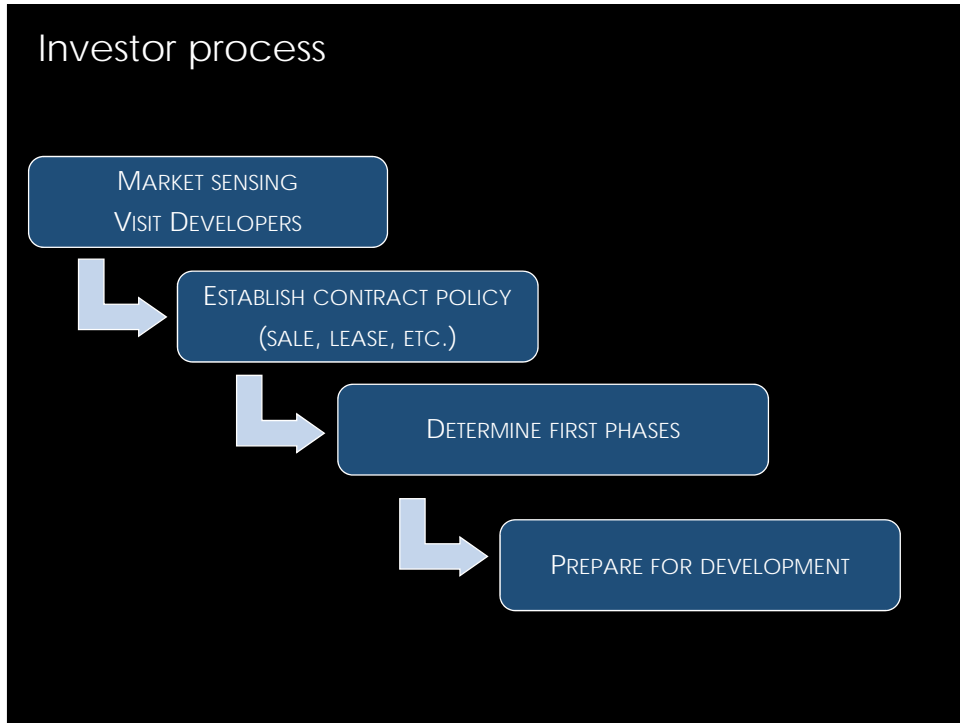 Investor process
Market sensing
Visit Developers
Establish contract policy
(sale, lease, etc.)
Determine first phases
Prepare for development